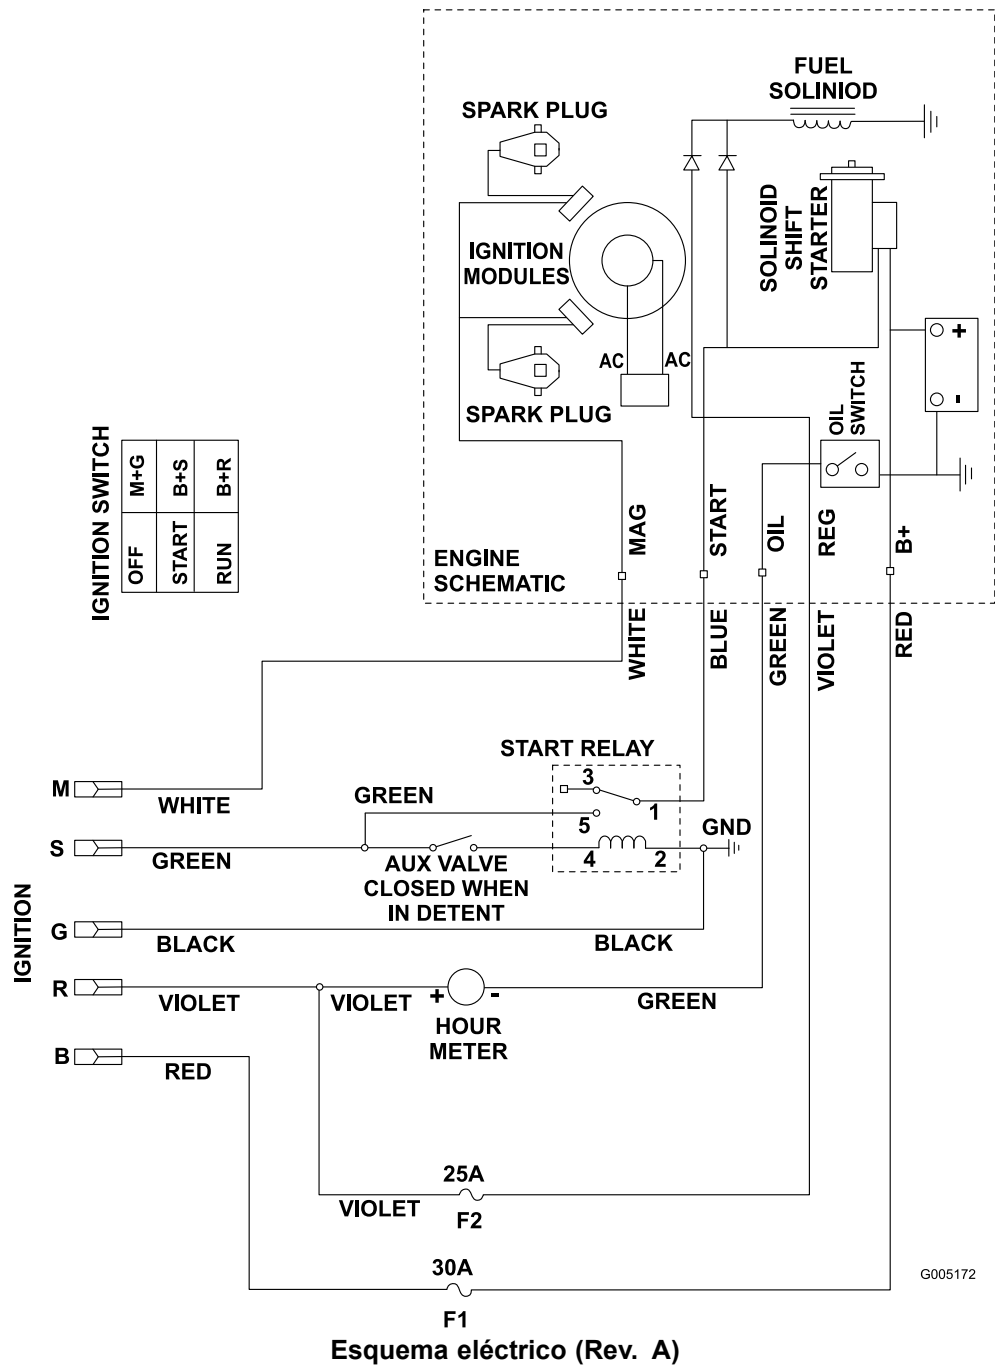 FUEL
SOLINIOD
SPARK PLUG
SOLINOID
SHIFT
STARTER
IGNITION
MODULES
AC
AC
+
-
SPARK PLUG
OIL
SWITCH
IGNITION SWITCH
OFF
M+G
START
B+S
RUN
B+R
ENGINE
SCHEMATIC
MAG
START
OIL
REG
B+
WHITE
BLUE
GREEN
VIOLET
RED
START RELAY
3
1
5
4
2
GND
IGNITION
M
WHITE
GREEN
S
GREEN
AUX VALVE
CLOSED WHEN
IN DETENT
G
BLACK
BLACK
R
VIOLET
VIOLET
+
-
GREEN
HOUR
METER
B
RED
25A
VIOLET
F2
30A
F1
G005172
Esquema eléctrico (Rev. A)